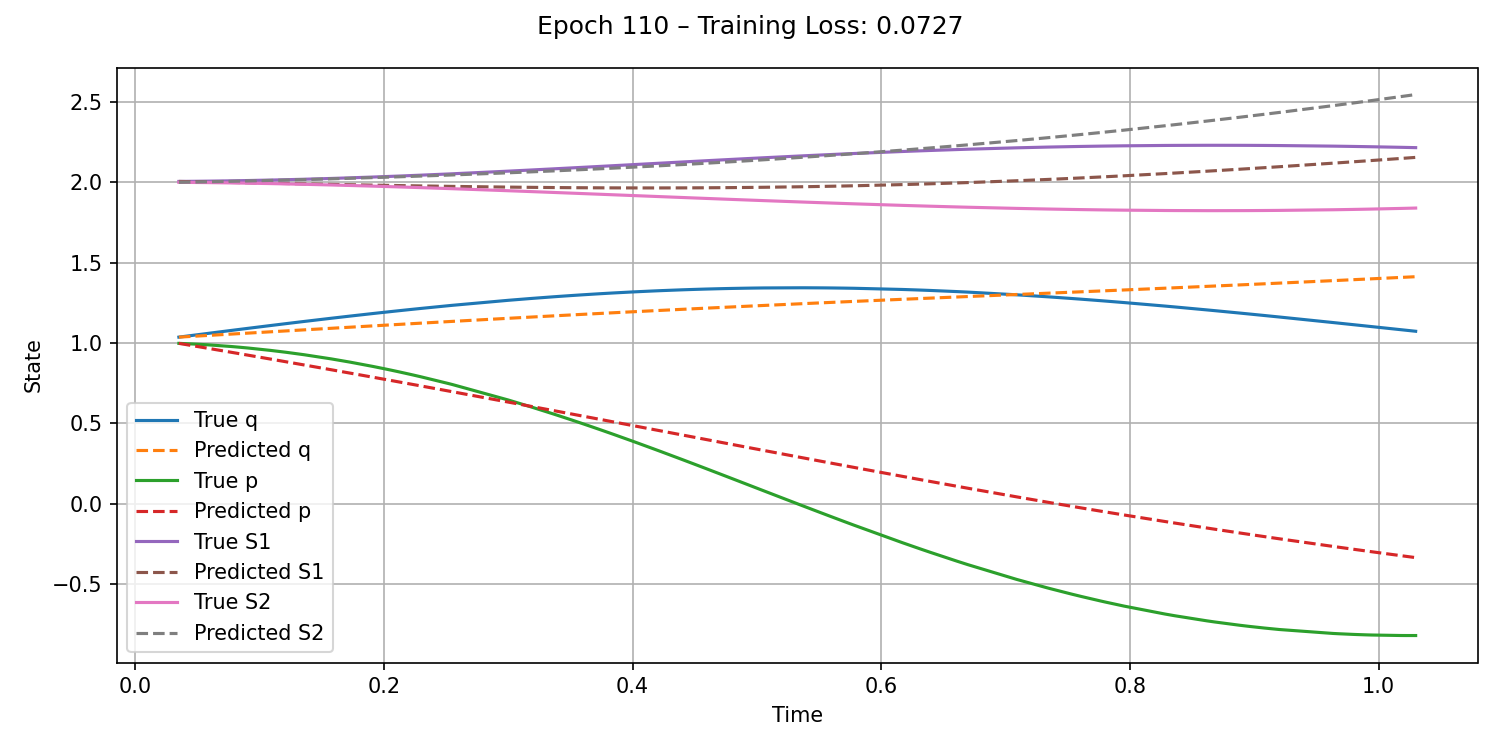 Epoch 110 – Training Loss: 0.0727
2.5
2.0
1.5
1.0
0.5
0.0
−0.5
State
True q
Predicted q
True p
Predicted p
True S1
Predicted S1
True S2
Predicted S2
0.0 0.2 0.4 0.6 0.8 1.0
Time